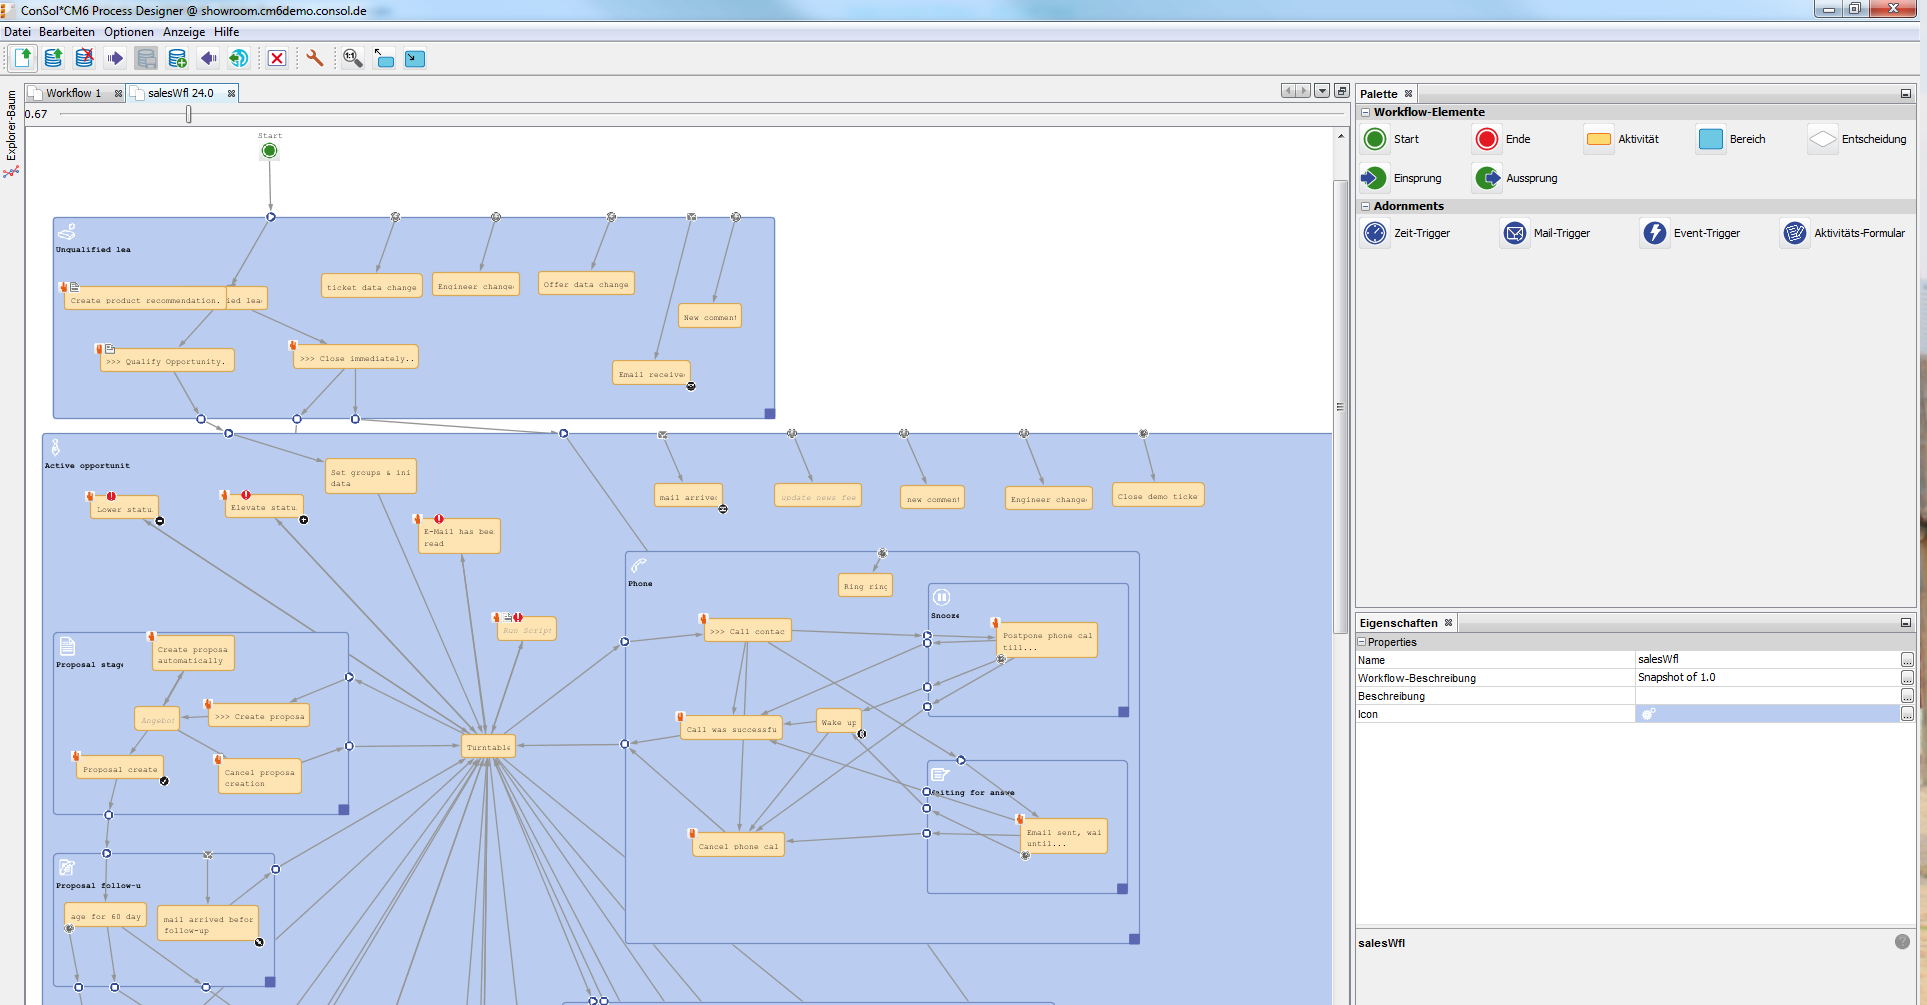 ConSol*CM6 Process Designer @ showroom.cm6demo.consol.de
Datei Bearbeiten Optionen Anzeige Hilfe
1:1
Explorer-Baum
Workflow 1
salesWfl 24.0
0.67
Start
Unqualified lea
Create product recommendation.
ied lea
ticket data change
Engineer change
Offer data change
New comment
>>> Qualify Opportunity.
>>> Close immediately..
Email receive
Active opportunit
Set groups & ini
data
Lower statu
Elevate statu
E-Mail has bee
read
mail arrive
update news fee
new comment
Engineer change
Close demo ticke
Phone
Ring ring
Snooze
>>> Call contac
Postpone phone cal
till...
Run Script
Proposal stage
Create proposa
automatically
Angebot
>>> Create proposa
Proposal create
Cancel proposa
creation
Turntable
Call was successfu
Wake up
Waiting for answe
Email sent, wai
until...
Cancel phone cal
Proposal follow-u
age for 60 day
mail arrived befor
follow-up
Palette
Workflow-Elemente
Start
Ende
Aktivität
Bereich
Entscheidung
Einsprung
Aussprung
Adornments
Zeit-Trigger
Mail-Trigger
Event-Trigger
Aktivitäts-Formular
Eigenschaften
Properties
Name salesWfl
Workflow-Beschreibung Snapshot of 1.0
Beschreibung
Icon
salesWfl